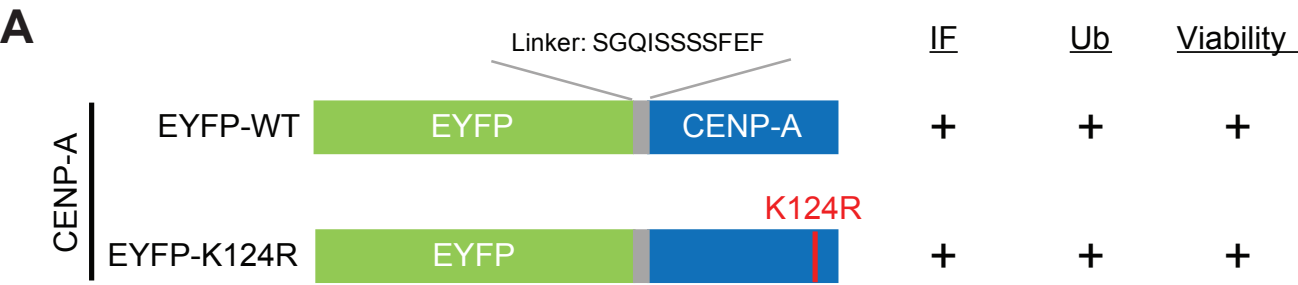 A
Linker: SGQISSSSFEF
IF Ub Viability
CENP-A
EYFP-WT EYFP CENP-A + + +
K124R
EYFP-K124R EYFP + + +